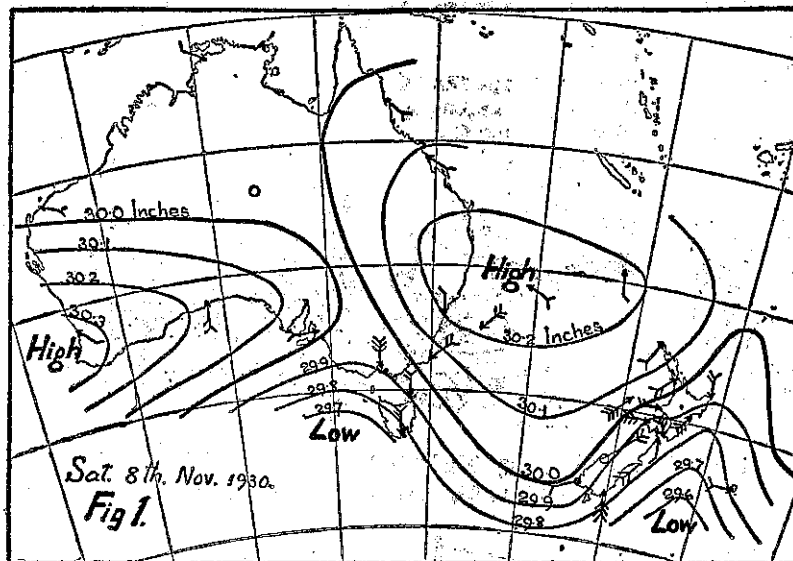 30·0 Inches
30·1
30·2
30·3
High
High
30·2 Inches
29·9
29·8
29·7
Low
30·1
30·0
29·9
29·8
29·7
29·6
Low
Sat. 8th. Nov. 1930.
Fig 1.